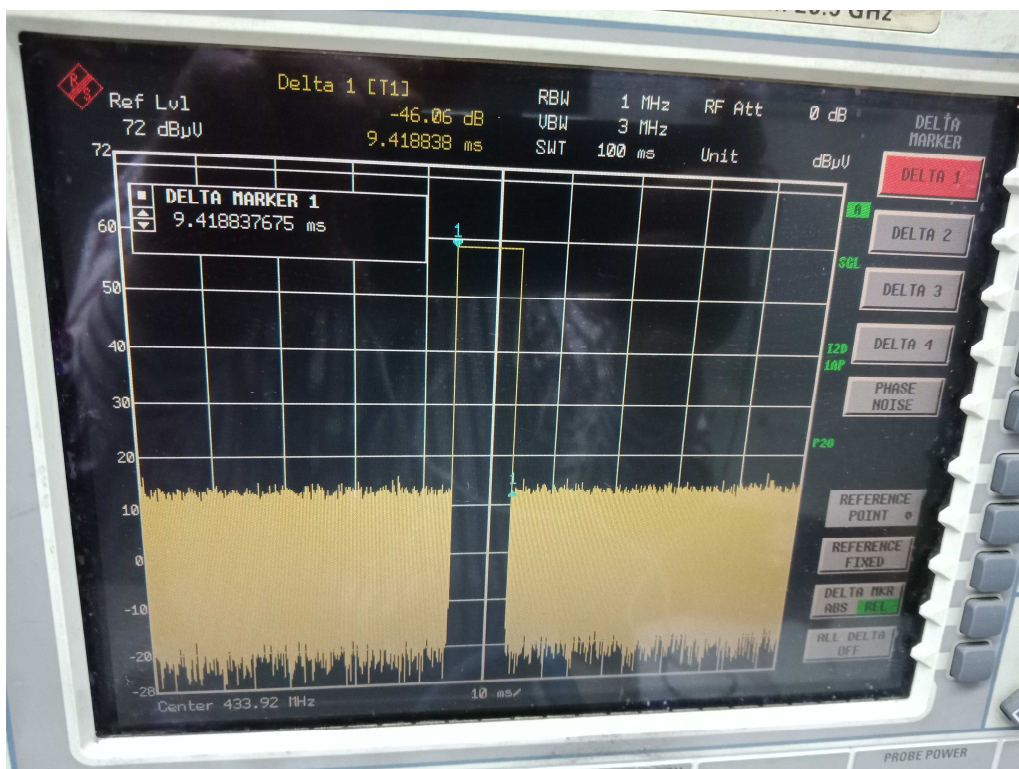 26.5 GHz
R S
Ref Lvl
72 dBµV
Delta 1 [T1]
-46.06 dB
9.418838 ms
RBW 1 MHz RF Att 0 dB
VBW 3 MHz
SWT 100 ms Unit dBµV
DELTA
MARKER
DELTA 1
DELTA 2
DELTA 3
DELTA 4
PHASE
NOISE
REFERENCE
POINT
REFERENCE
FIXED
DELTA MKR
ABS REL
ALL DELTA
OFF
DELTA MARKER 1
9.418837675 ms
72
60
50
40
30
20
10
0
-10
-20
-28
1
1
A
SGL
1AP
Center 433.92 MHz
10 ms/
PROBE POWER